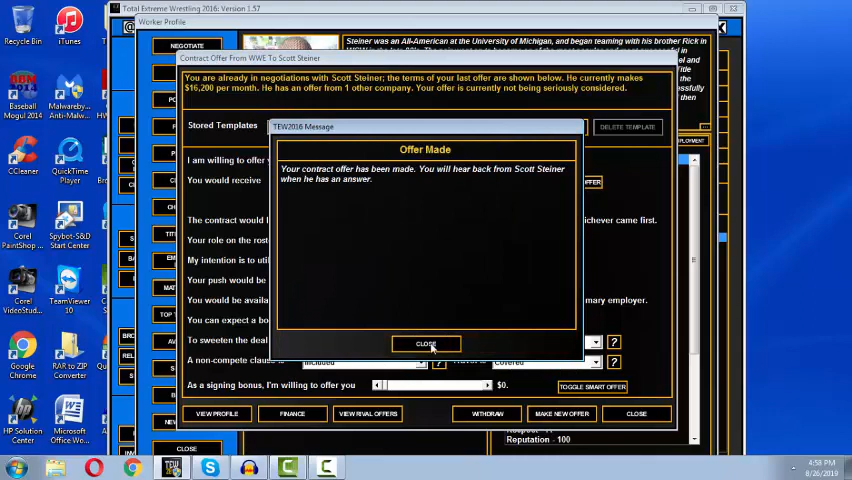 Total Extreme Wrestling 2016: Version 1.57
Worker Profile
NEGOTIATE
Steiner was an All-American at the University of Michigan, and began teaming with his brother Rick in
Contract Offer From WWE To Scott Steiner
You are already in negotiations with Scott Steiner; the terms of your last offer are shown below. He currently makes
$16,200 per month. He has an offer from 1 other company. Your offer is currently not being seriously considered.
Stored Templates
DELETE TEMPLATE
TEW2016 Message
Offer Made
Your contract offer has been made. You will hear back from Scott Steiner
when he has an answer.
I am willing to offer
You would receive
The contract would
ichever came first.
Your role on the rost
My intention is to util
Your push would be
You would be availa
mary employer.
You can expect a bo
To sweeten the deal
?
A non-compete clause is
Included
?
Covered
?
CLOSE
As a signing bonus, I'm willing to offer you
$0.
TOGGLE SMART OFFER
VIEW PROFILE
FINANCE
VIEW RIVAL OFFERS
WITHDRAW
MAKE NEW OFFER
CLOSE
CLOSE
Reputation - 100
Recycle Bin
iTunes
Baseball
Mogul 2014
Malwareby...
Anti-Malware
CCleaner
QuickTime
Player
Corel
PaintShop ...
Spybot-S&D
Start Center
Corel
VideoStud...
TeamViewer
10
Google
Chrome
RAR to ZIP
Converter
HP Solution
Center
Microsoft
Office Wo...
4:58 PM
8/26/2019